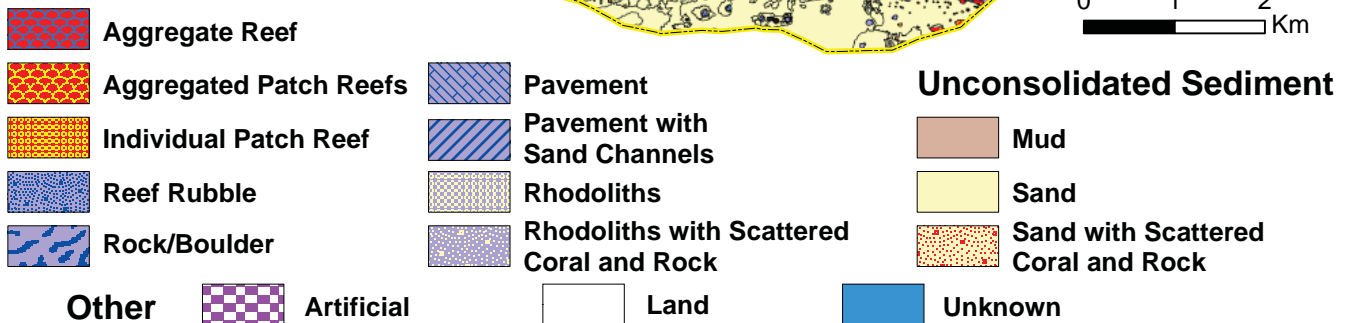 0 1 2
Km
Aggregate Reef
Aggregated Patch Reefs
Individual Patch Reef
Reef Rubble
Rock/Boulder
Pavement
Pavement with
Sand Channels
Rhodoliths
Rhodoliths with Scattered
Coral and Rock
Unconsolidated Sediment
Mud
Sand
Sand with Scattered
Coral and Rock
Other
Artificial
Land
Unknown